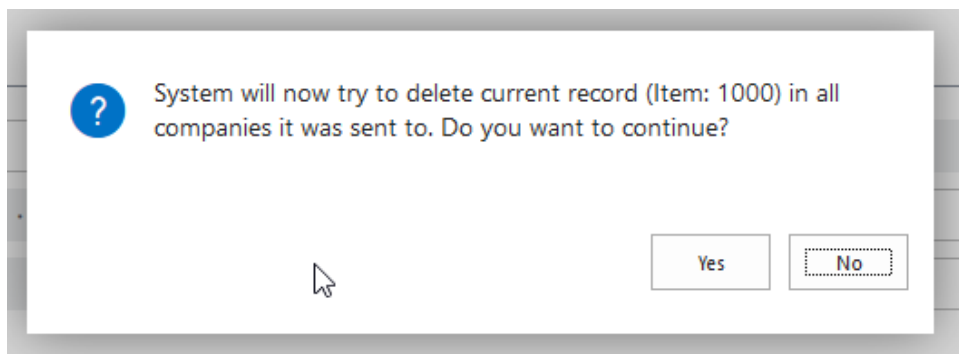 ?
System will now try to delete current record (Item: 1000) in all
companies it was sent to. Do you want to continue?
Yes No